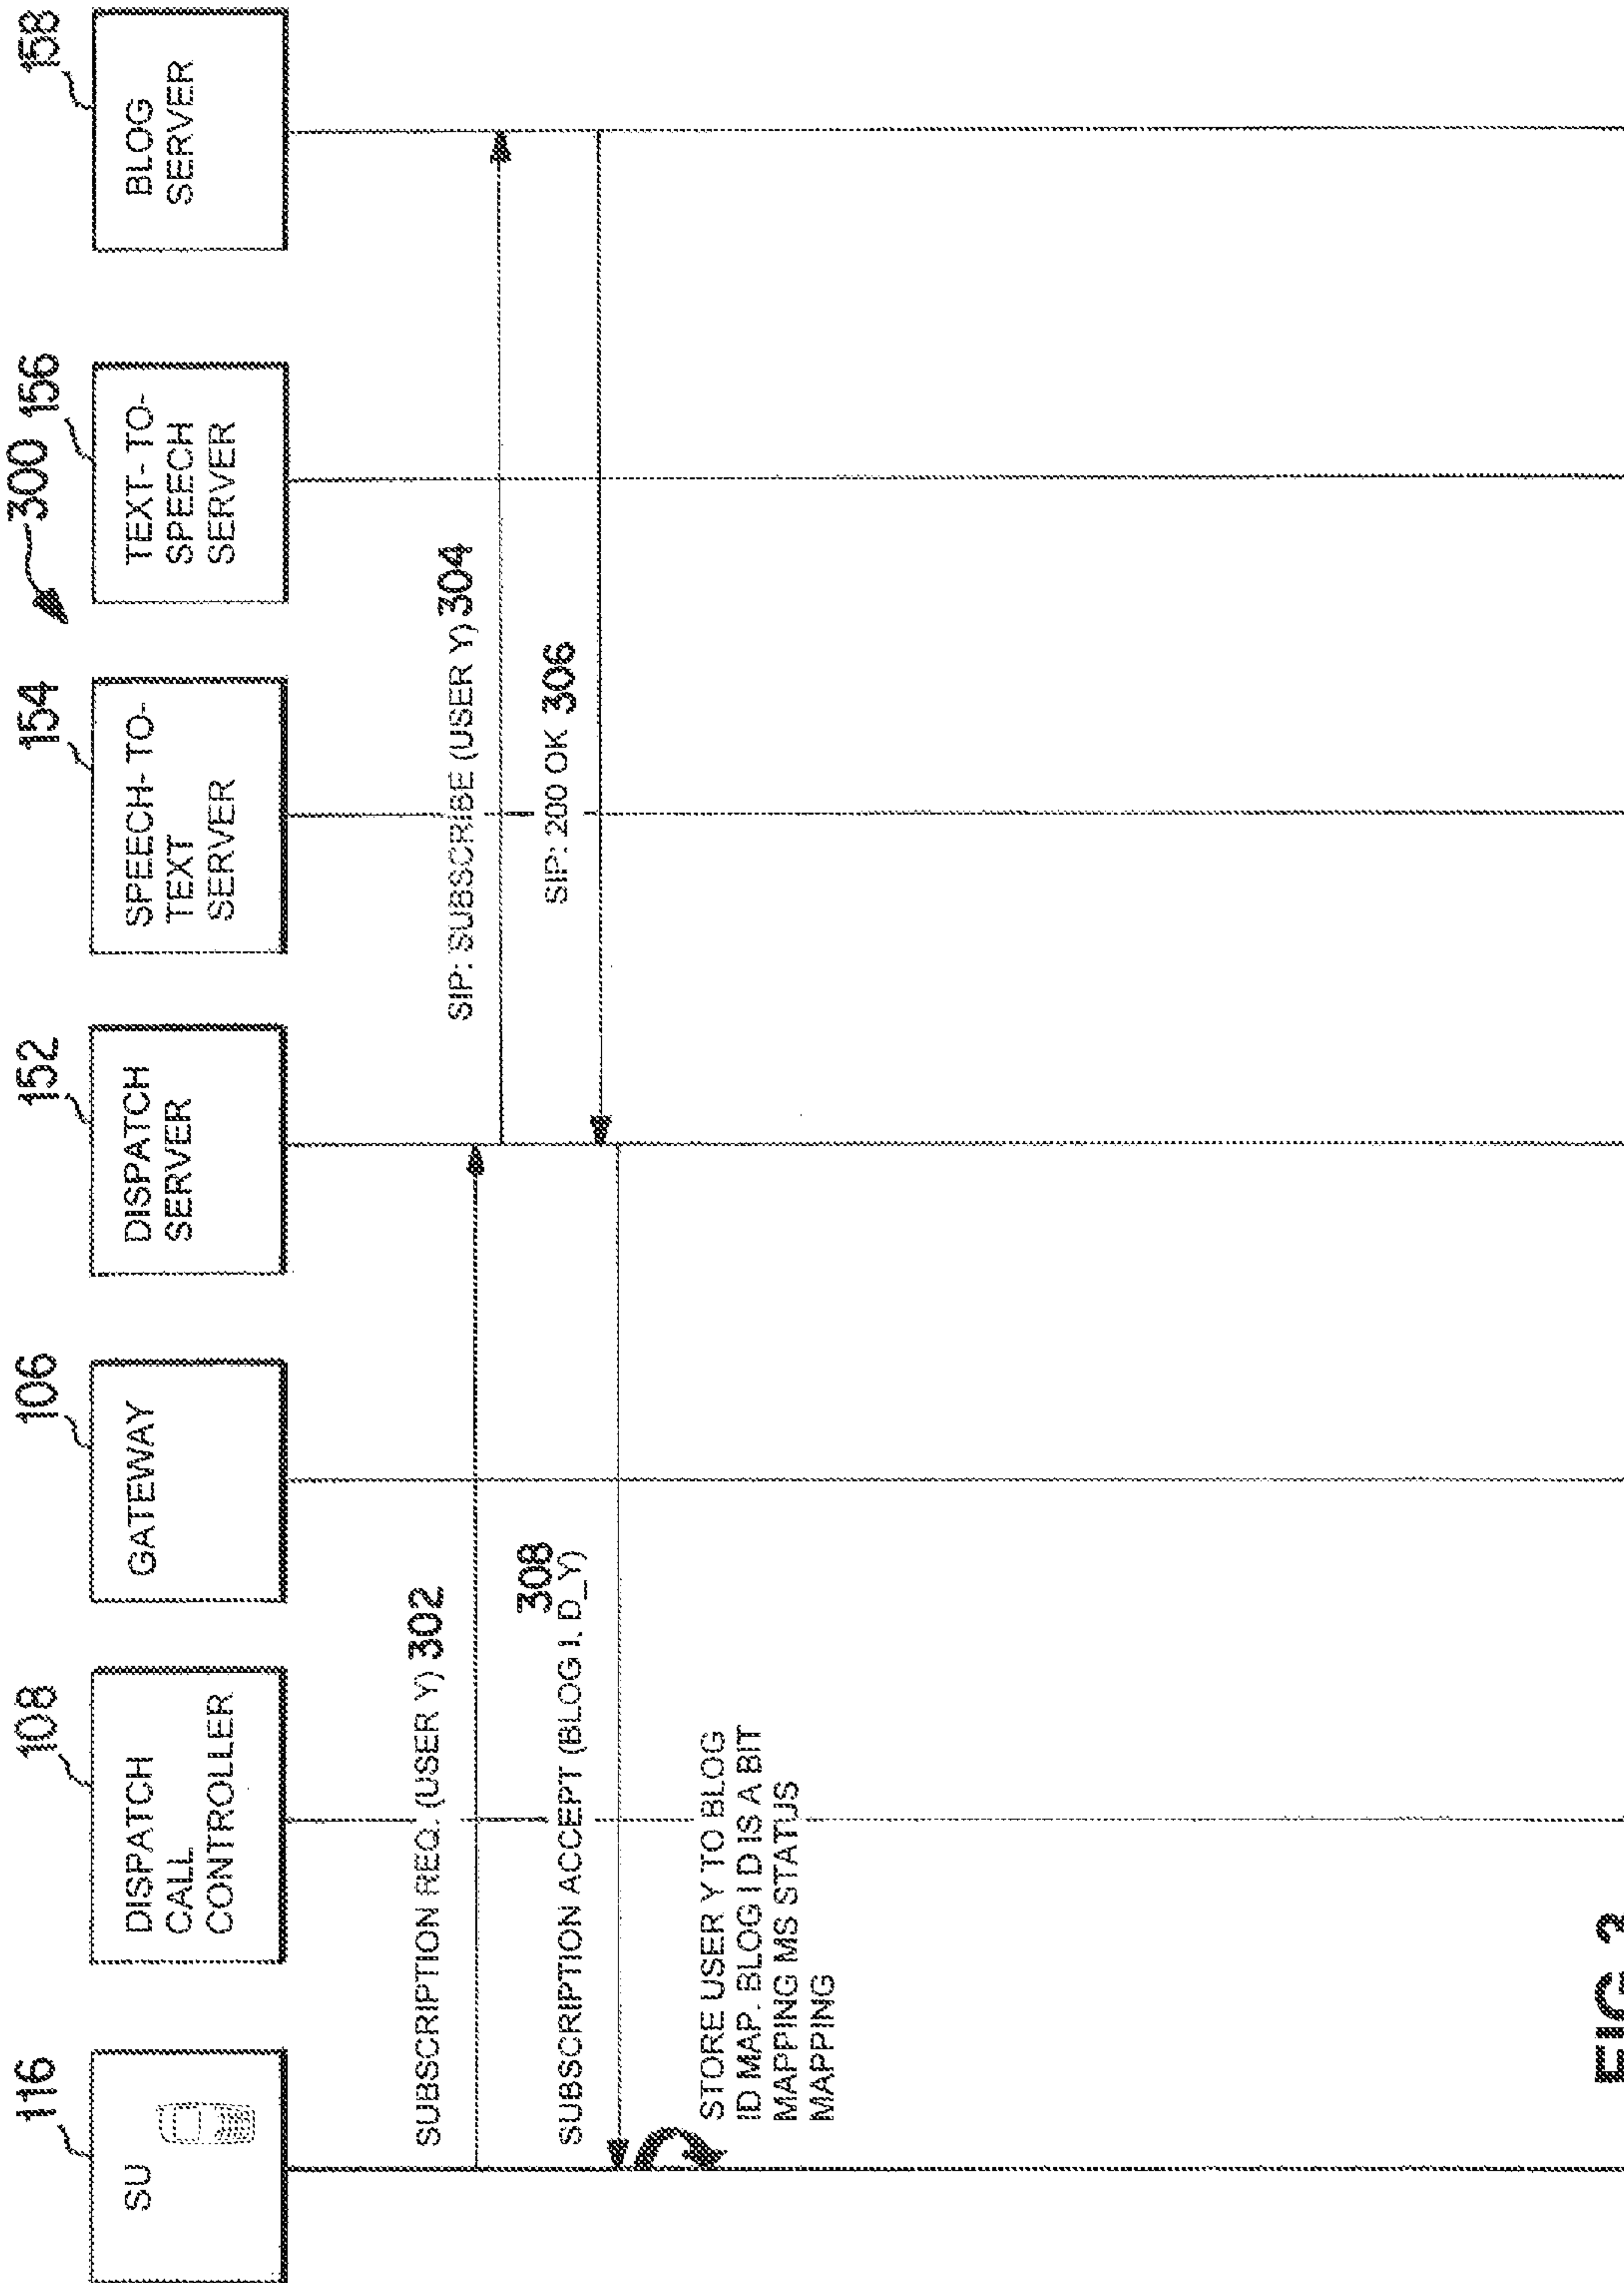 300
116
SU
108
DISPATCH
CALL
CONTROLLER
106
GATEWAY
152
DISPATCH
SERVER
154
SPEECH- TO-
TEXT
SERVER
156
TEXT- TO-
SPEECH
SERVER
158
BLOG
SERVER
SUBSCRIPTION REQ. (USER Y) 302
SIP: SUBSCRIBE (USER Y) 304
SIP: 200 OK 306
308
SUBSCRIPTION ACCEPT (BLOG I. D_Y)
STORE USER Y TO BLOG
ID MAP. BLOG I D IS A BIT
MAPPING MS STATUS
MAPPING
FIG. 3